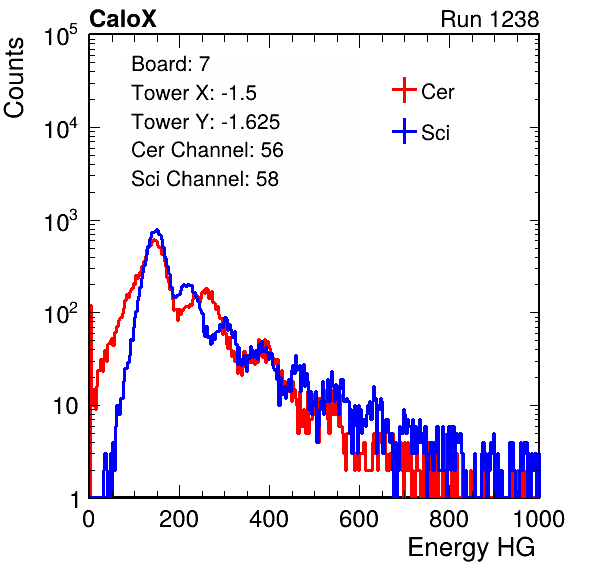 CaloX Run 1238
Counts
10^5
10^4
10^3
10^2
10
1
Board: 7
Tower X: -1.5
Tower Y: -1.625
Cer Channel: 56
Sci Channel: 58
Cer
Sci
0 200 400 600 800 1000
Energy HG